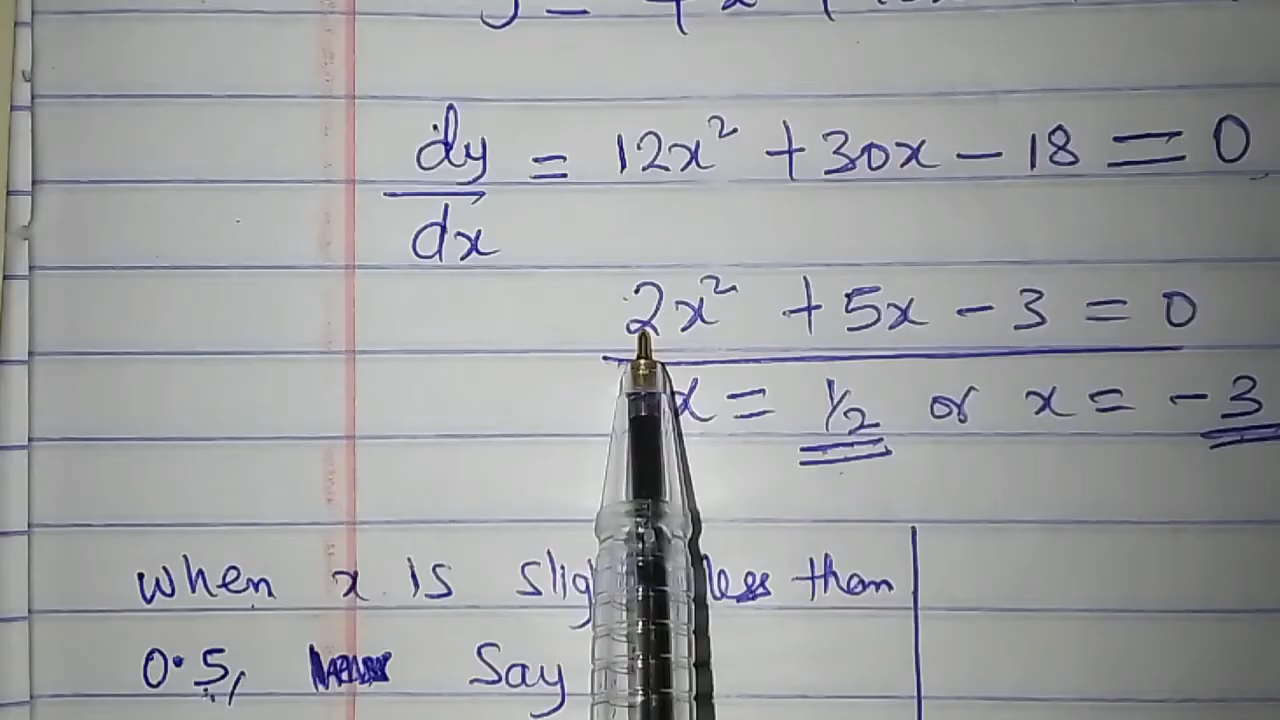 dy/dx = 12x² + 30x - 18 = 0
2x² + 5x - 3 = 0
x = 1/2 or x = -3
when x is less than
0.5, Say